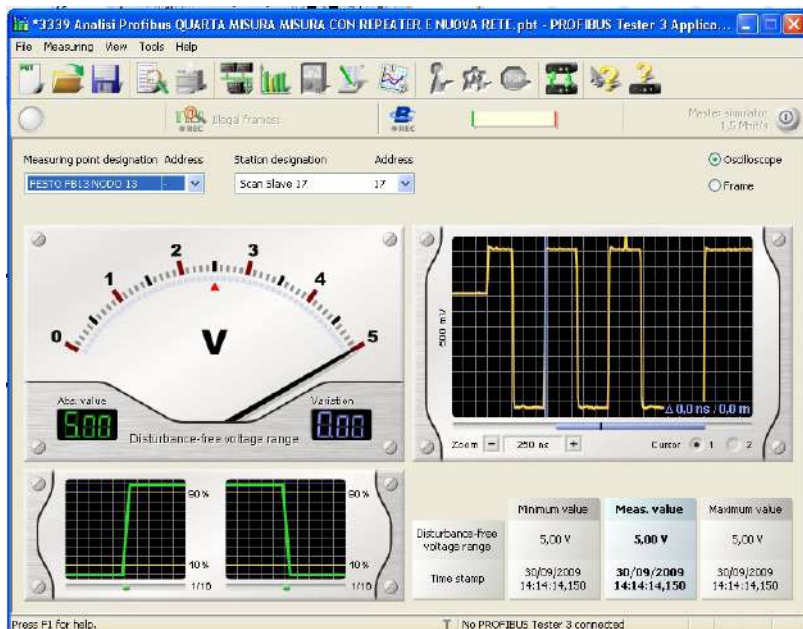 *3339 Analisi Profibus QUARTA MISURA MISURA CON REPEATER E NUOVA RETE.pbt - PROFIBUS Tester 3 Applica...
File Measuring View Tools Help
Illegal frames:
Master simulator
REC
REC
1,5 Mbit/s
Measuring point designation Address Station designation Address
FESTO FB13 NODO 13 - Scan Slave 17 17
Oscilloscope
Frame
0 1 2 3 4 5
V
Abs. value
5.00
Variation
0.00
Disturbance-free voltage range
500 mV
Δ 0,0 ns / 0,0 m
Zoom 250 ns Cursor 1 2
90%
10%
1/10
90%
10%
1/10
Minimum value Meas. value Maximum value
Disturbance-free voltage range 5,00 V 5,00 V 5,00 V
Time stamp 30/09/2009 14:14:14,150 30/09/2009 14:14:14,150 30/09/2009 14:14:14,150
Press F1 for help.
No PROFIBUS Tester 3 connected